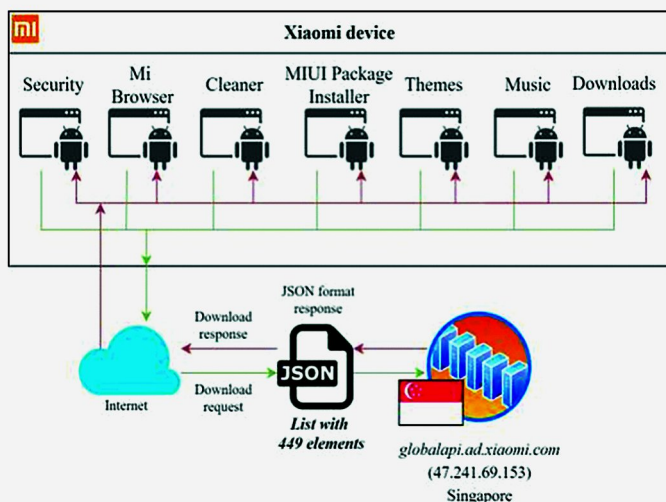 mi
Xiaomi device
Security
Mi
Browser
Cleaner
MIUI Package
Installer
Themes
Music
Downloads
JSON format
response
Download
response
JSON
Download
request
Internet
List with
449 elements
globalapi.ad.xiaomi.com
(47.241.69.153)
Singapore